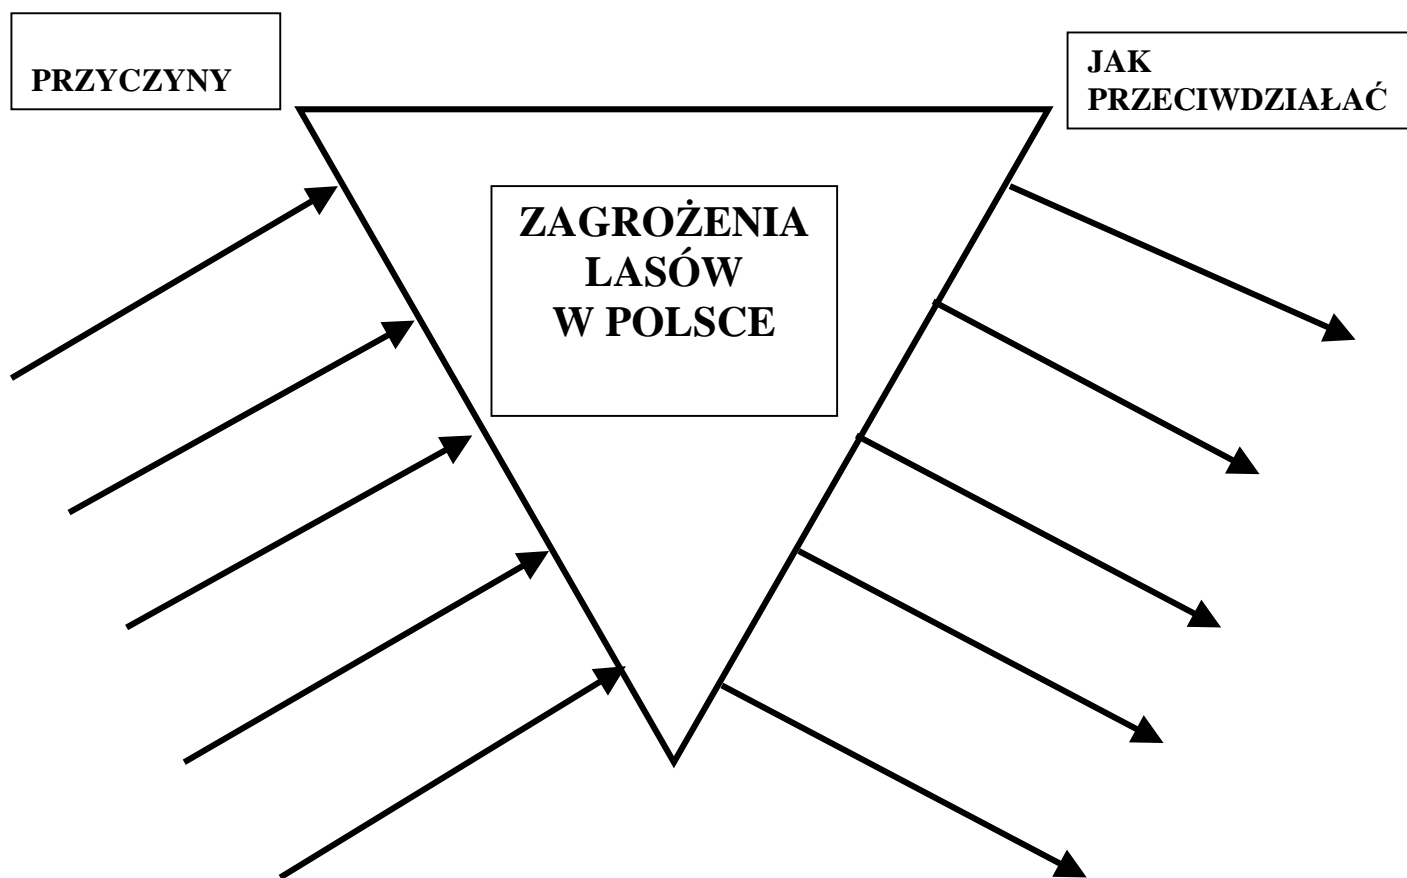 PRZYCZYNY
JAK
PRZECIWDZIAŁAĆ
ZAGROŻENIA
LASÓW
W POLSCE